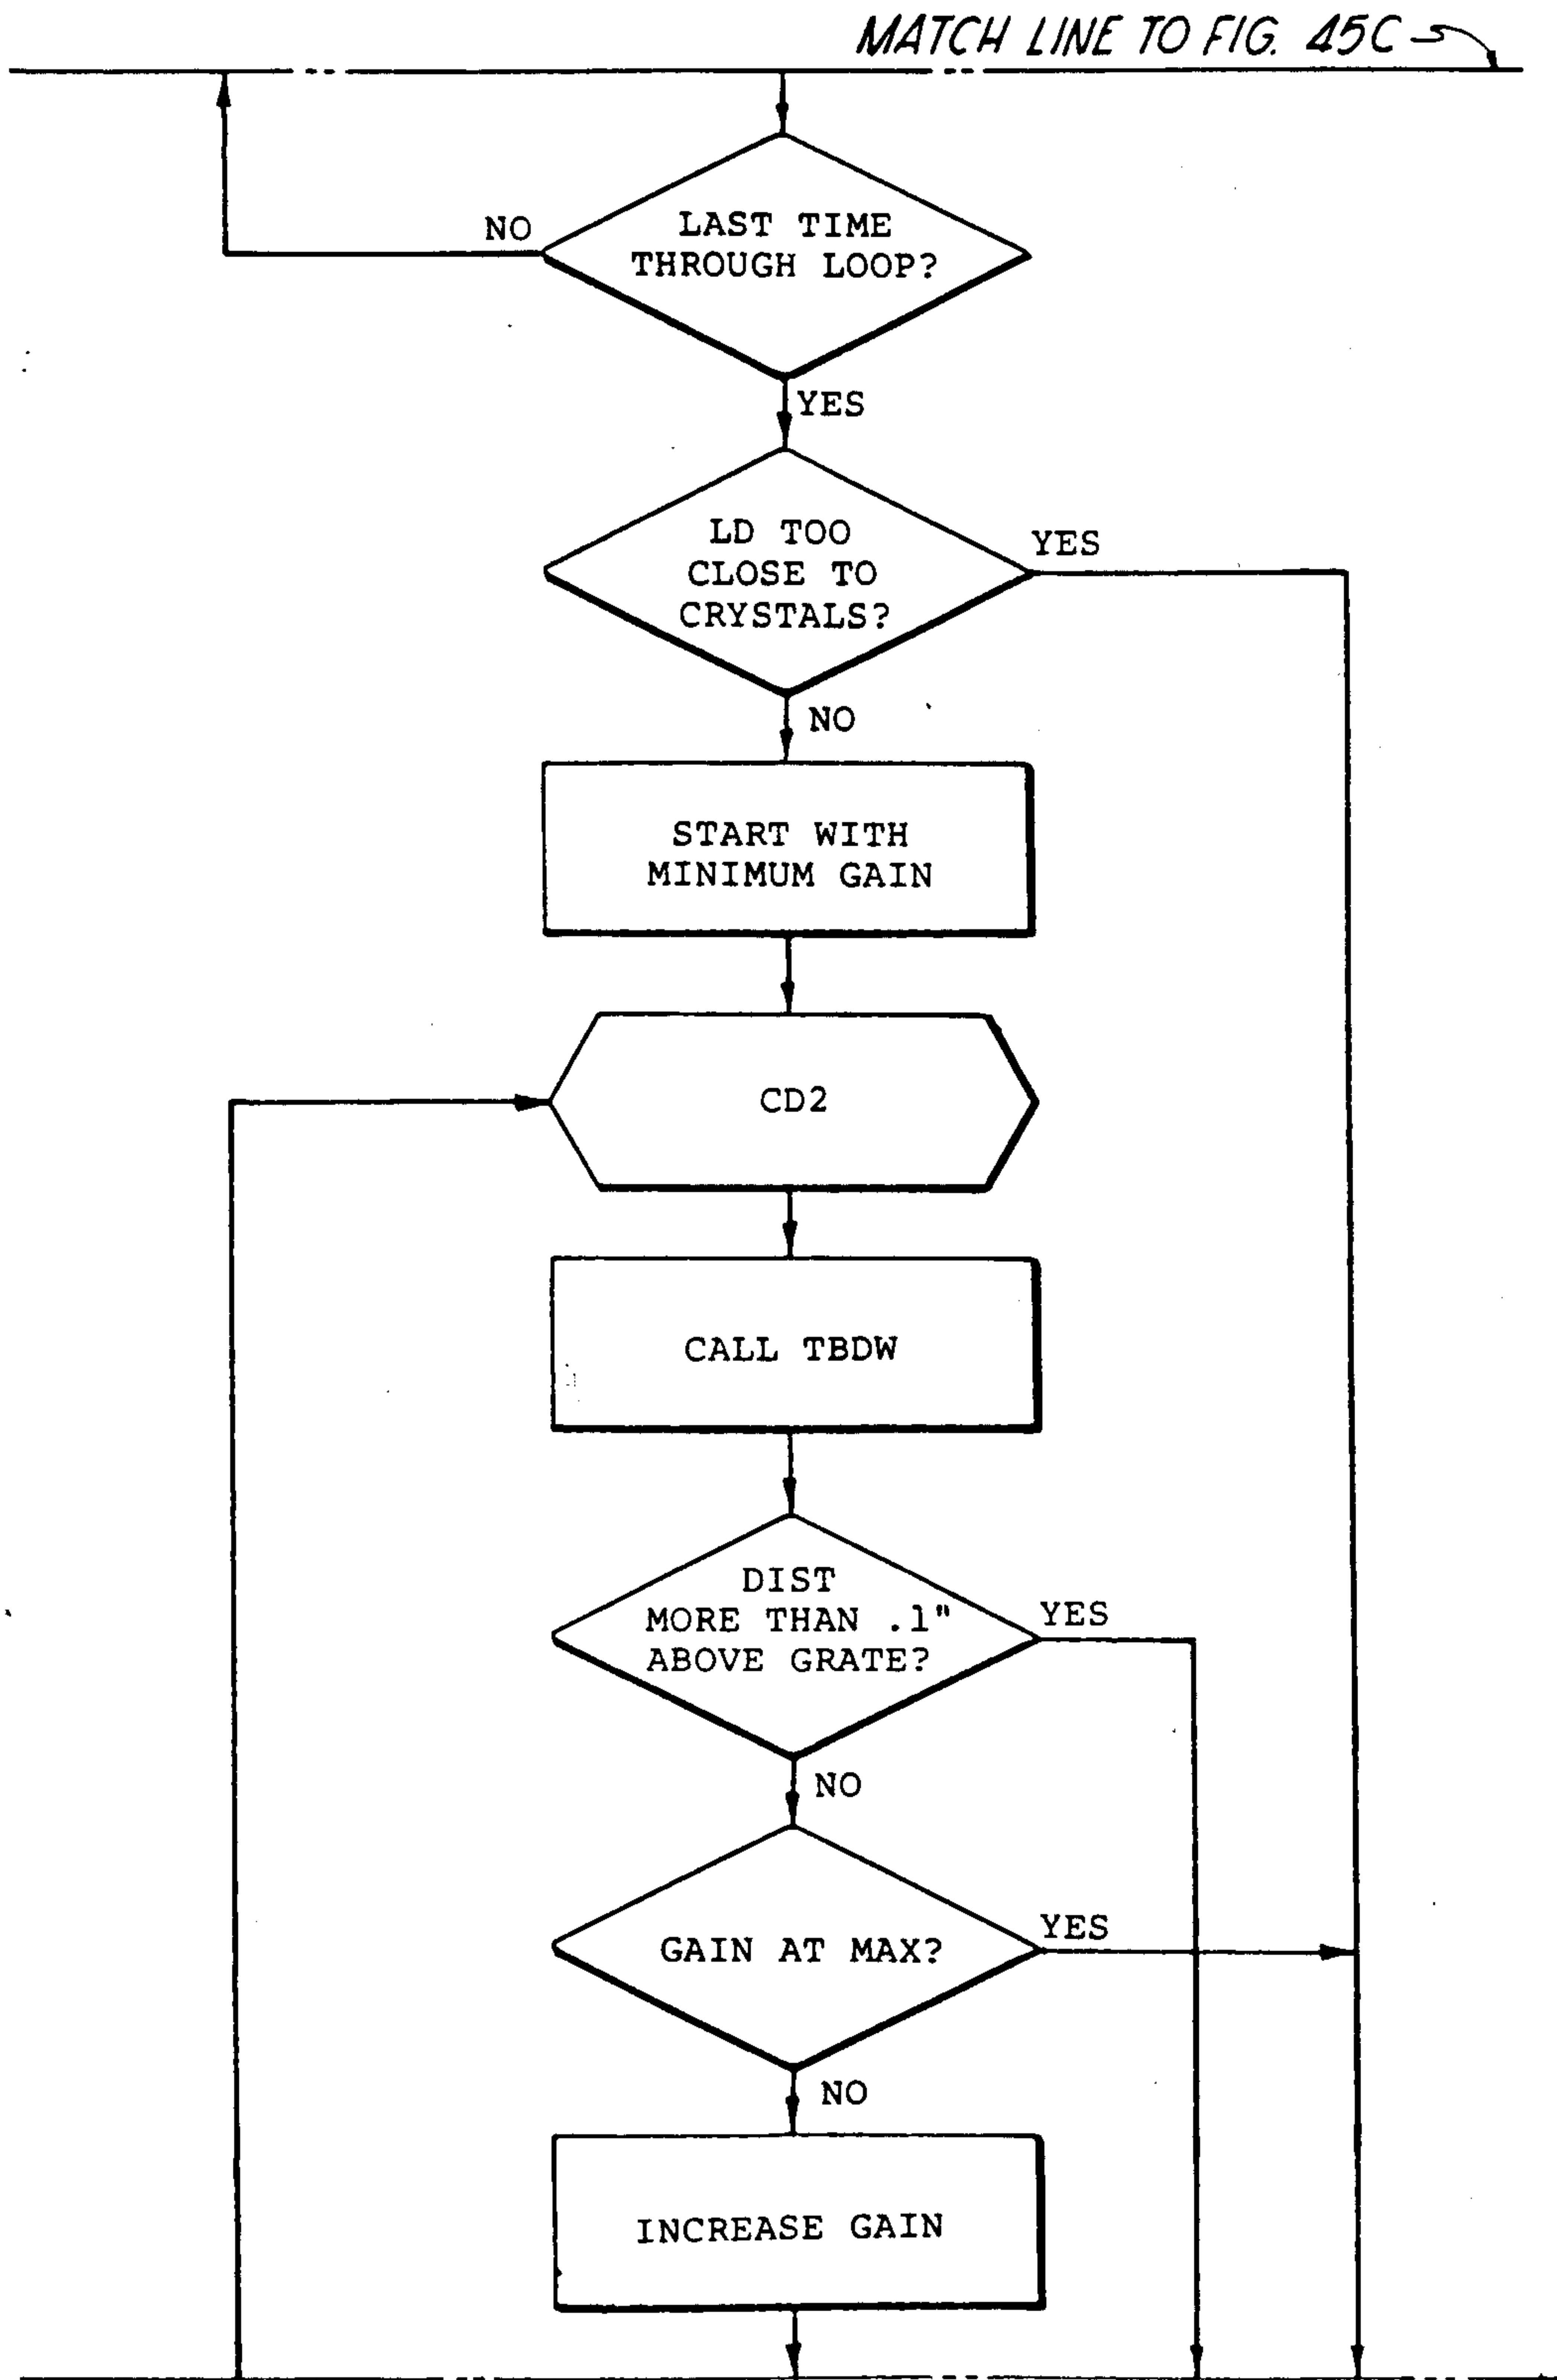 MATCH LINE TO FIG. 45C
LAST TIME
THROUGH LOOP?
NO
YES
LD TOO
CLOSE TO
CRYSTALS?
YES
NO
START WITH
MINIMUM GAIN
CD2
CALL TBDW
DIST
MORE THAN .1"
ABOVE GRATE?
YES
NO
GAIN AT MAX?
YES
NO
INCREASE GAIN